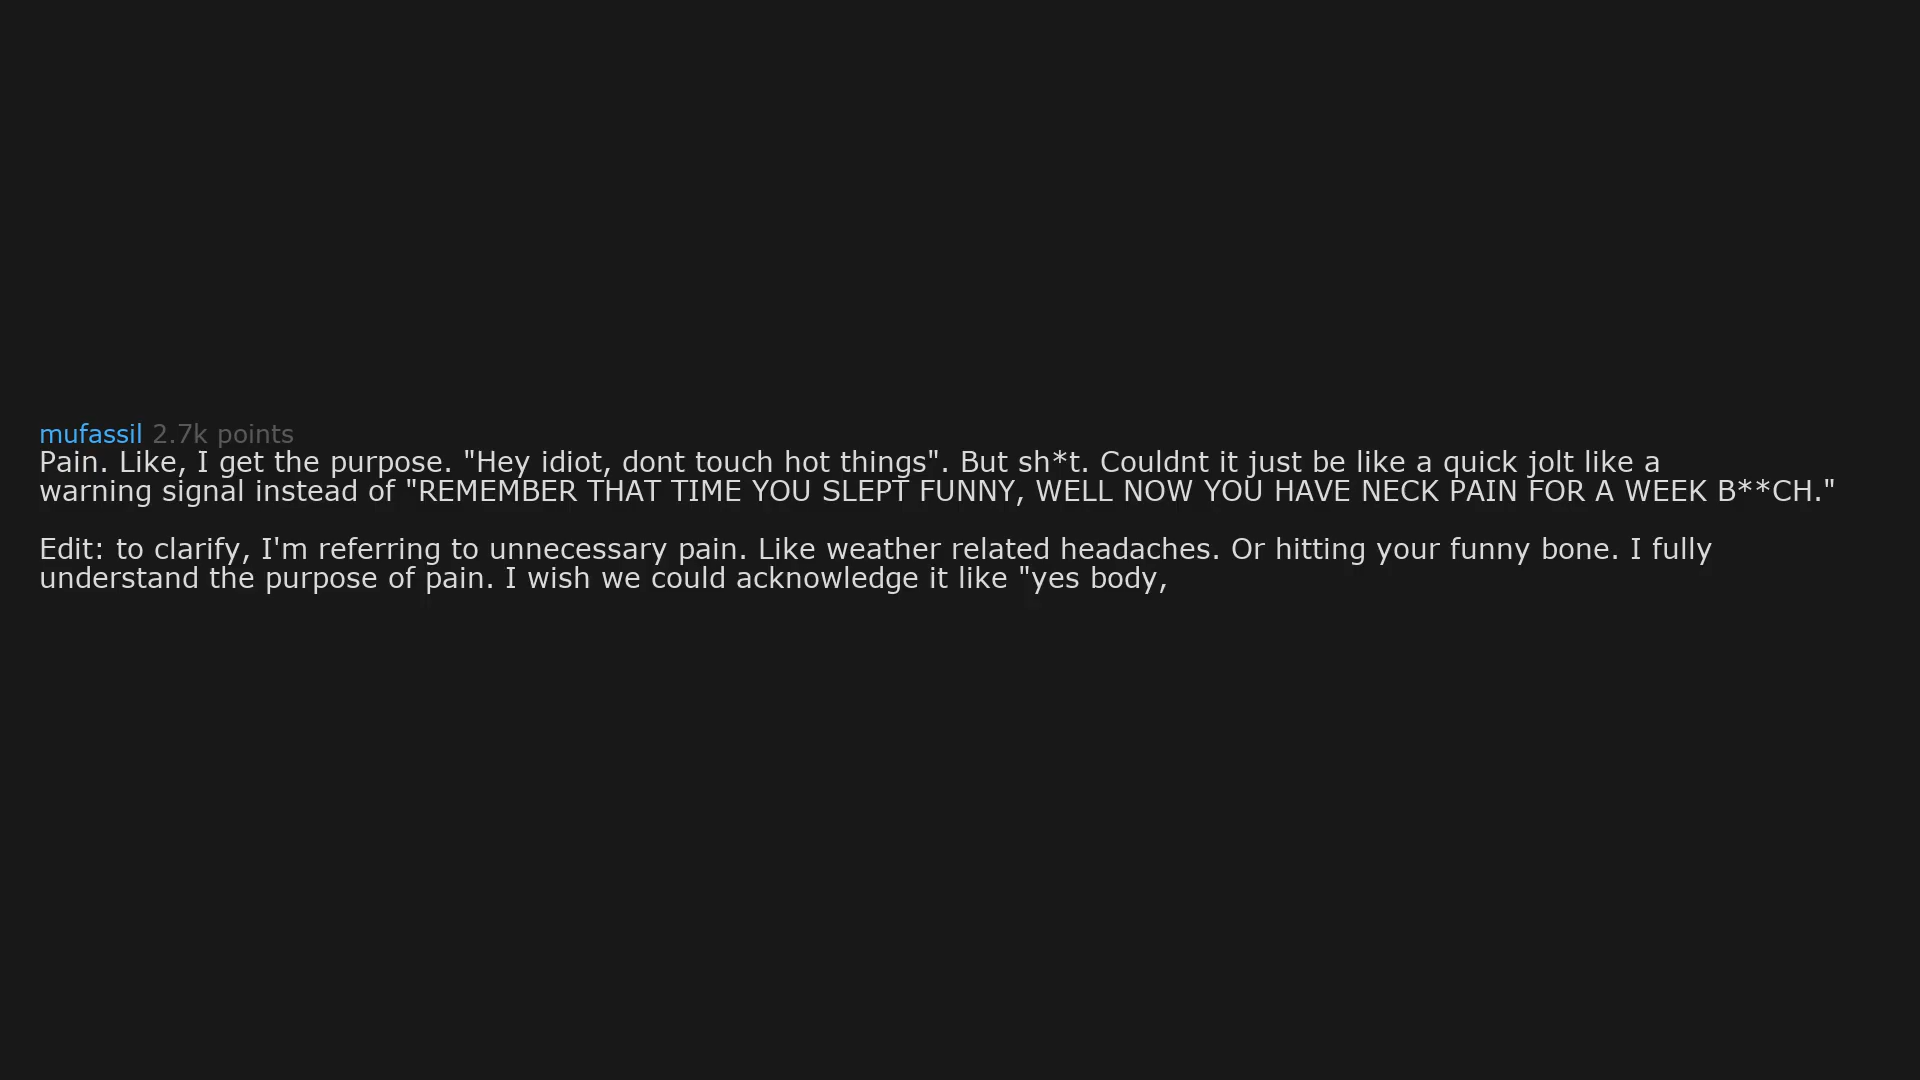 mufassil 2.7k points
Pain. Like, I get the purpose. "Hey idiot, dont touch hot things". But sh*t. Couldnt it just be like a quick jolt like a
warning signal instead of "REMEMBER THAT TIME YOU SLEPT FUNNY, WELL NOW YOU HAVE NECK PAIN FOR A WEEK B**CH."
Edit: to clarify, I'm referring to unnecessary pain. Like weather related headaches. Or hitting your funny bone. I fully
understand the purpose of pain. I wish we could acknowledge it like "yes body,